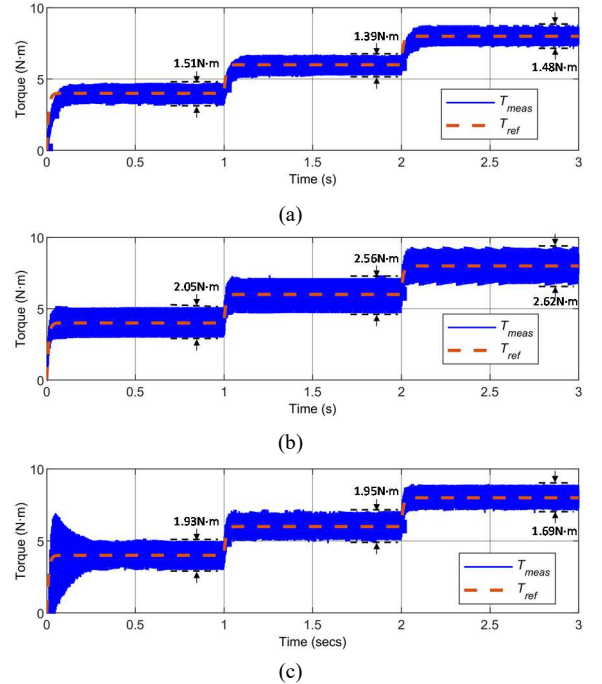 10
1.51N·m
1.39N·m
1.48N·m
5
Torque (N·m)
T_meas
T_ref
0
0 0.5 1 1.5 2 2.5 3
Time (s)
(a)
10
2.05N·m
2.56N·m
2.62N·m
5
Torque (N·m)
T_meas
T_ref
0
0 0.5 1 1.5 2 2.5 3
Time (s)
(b)
10
1.93N·m
1.95N·m
1.69N·m
5
Torque (N·m)
T_meas
T_ref
0
0 0.5 1 1.5 2 2.5 3
Time (secs)
(c)